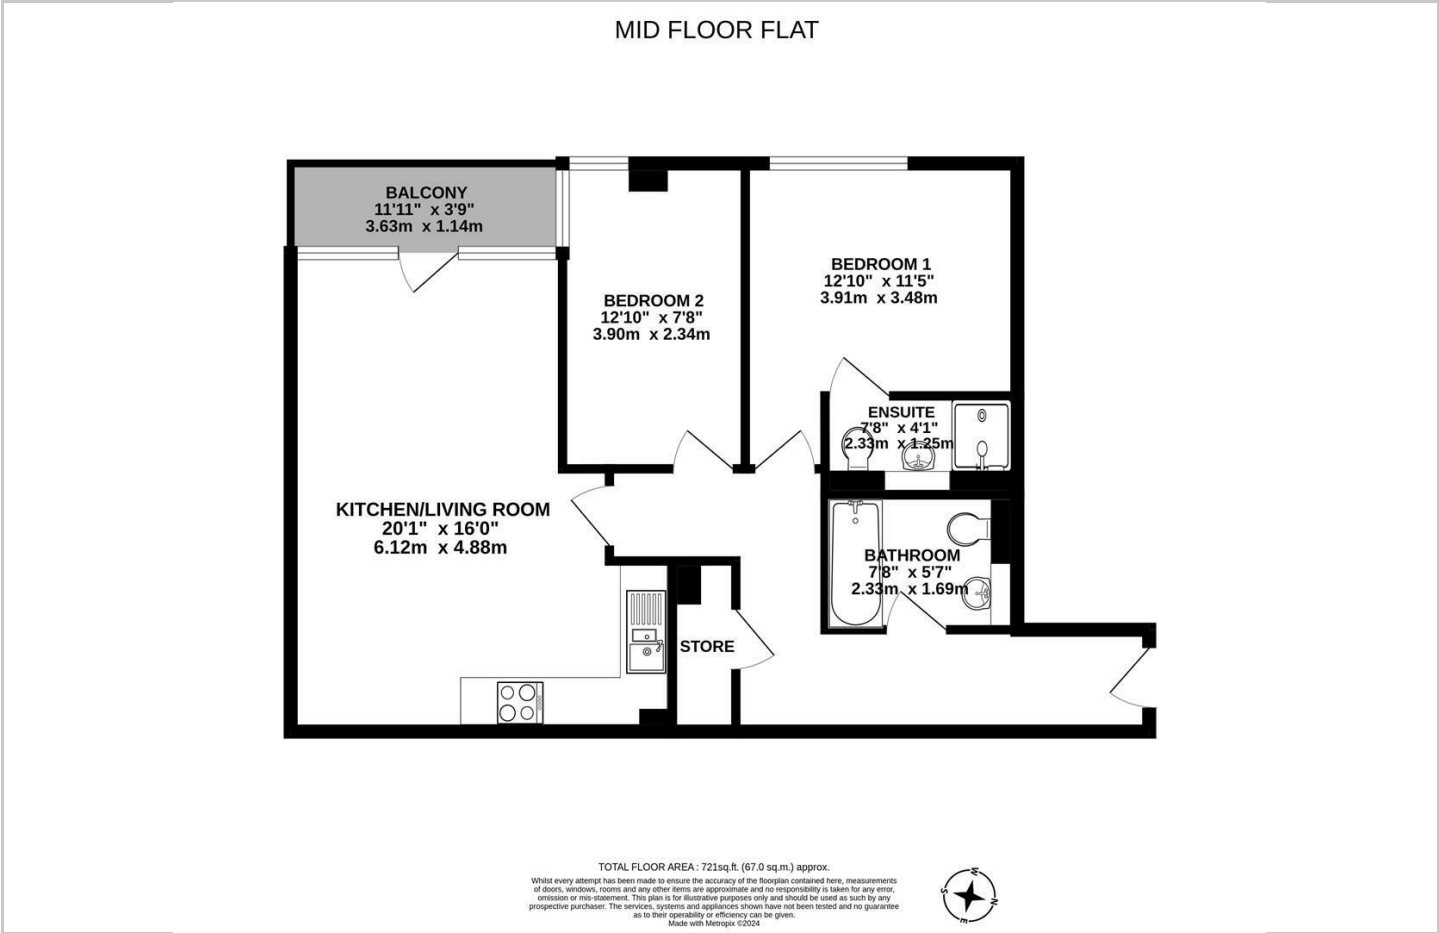 MID FLOOR FLAT
BALCONY
11'11" x 3'9"
3.63m x 1.14m
BEDROOM 1
12'10" x 11'5"
3.91m x 3.48m
BEDROOM 2
12'10" x 7'8"
3.90m x 2.34m
ENSUITE
7'8" x 4'1"
2.33m x 1.25m
KITCHEN/LIVING ROOM
20'1" x 16'0"
6.12m x 4.88m
BATHROOM
7'8" x 5'7"
2.33m x 1.69m
STORE
TOTAL FLOOR AREA : 721sq.ft. (67.0 sq.m.) approx.
Whilst every attempt has been made to ensure the accuracy of the floorplan contained here, measurements
of doors, windows, rooms and any other items are approximate and no responsibility is taken for any error,
omission or mis-statement. This plan is for illustrative purposes only and should be used as such by any
prospective purchaser. The services, systems and appliances shown have not been tested and no guarantee
as to their operability or efficiency can be given.
Made with Metropix ©2024
W
S
N
E